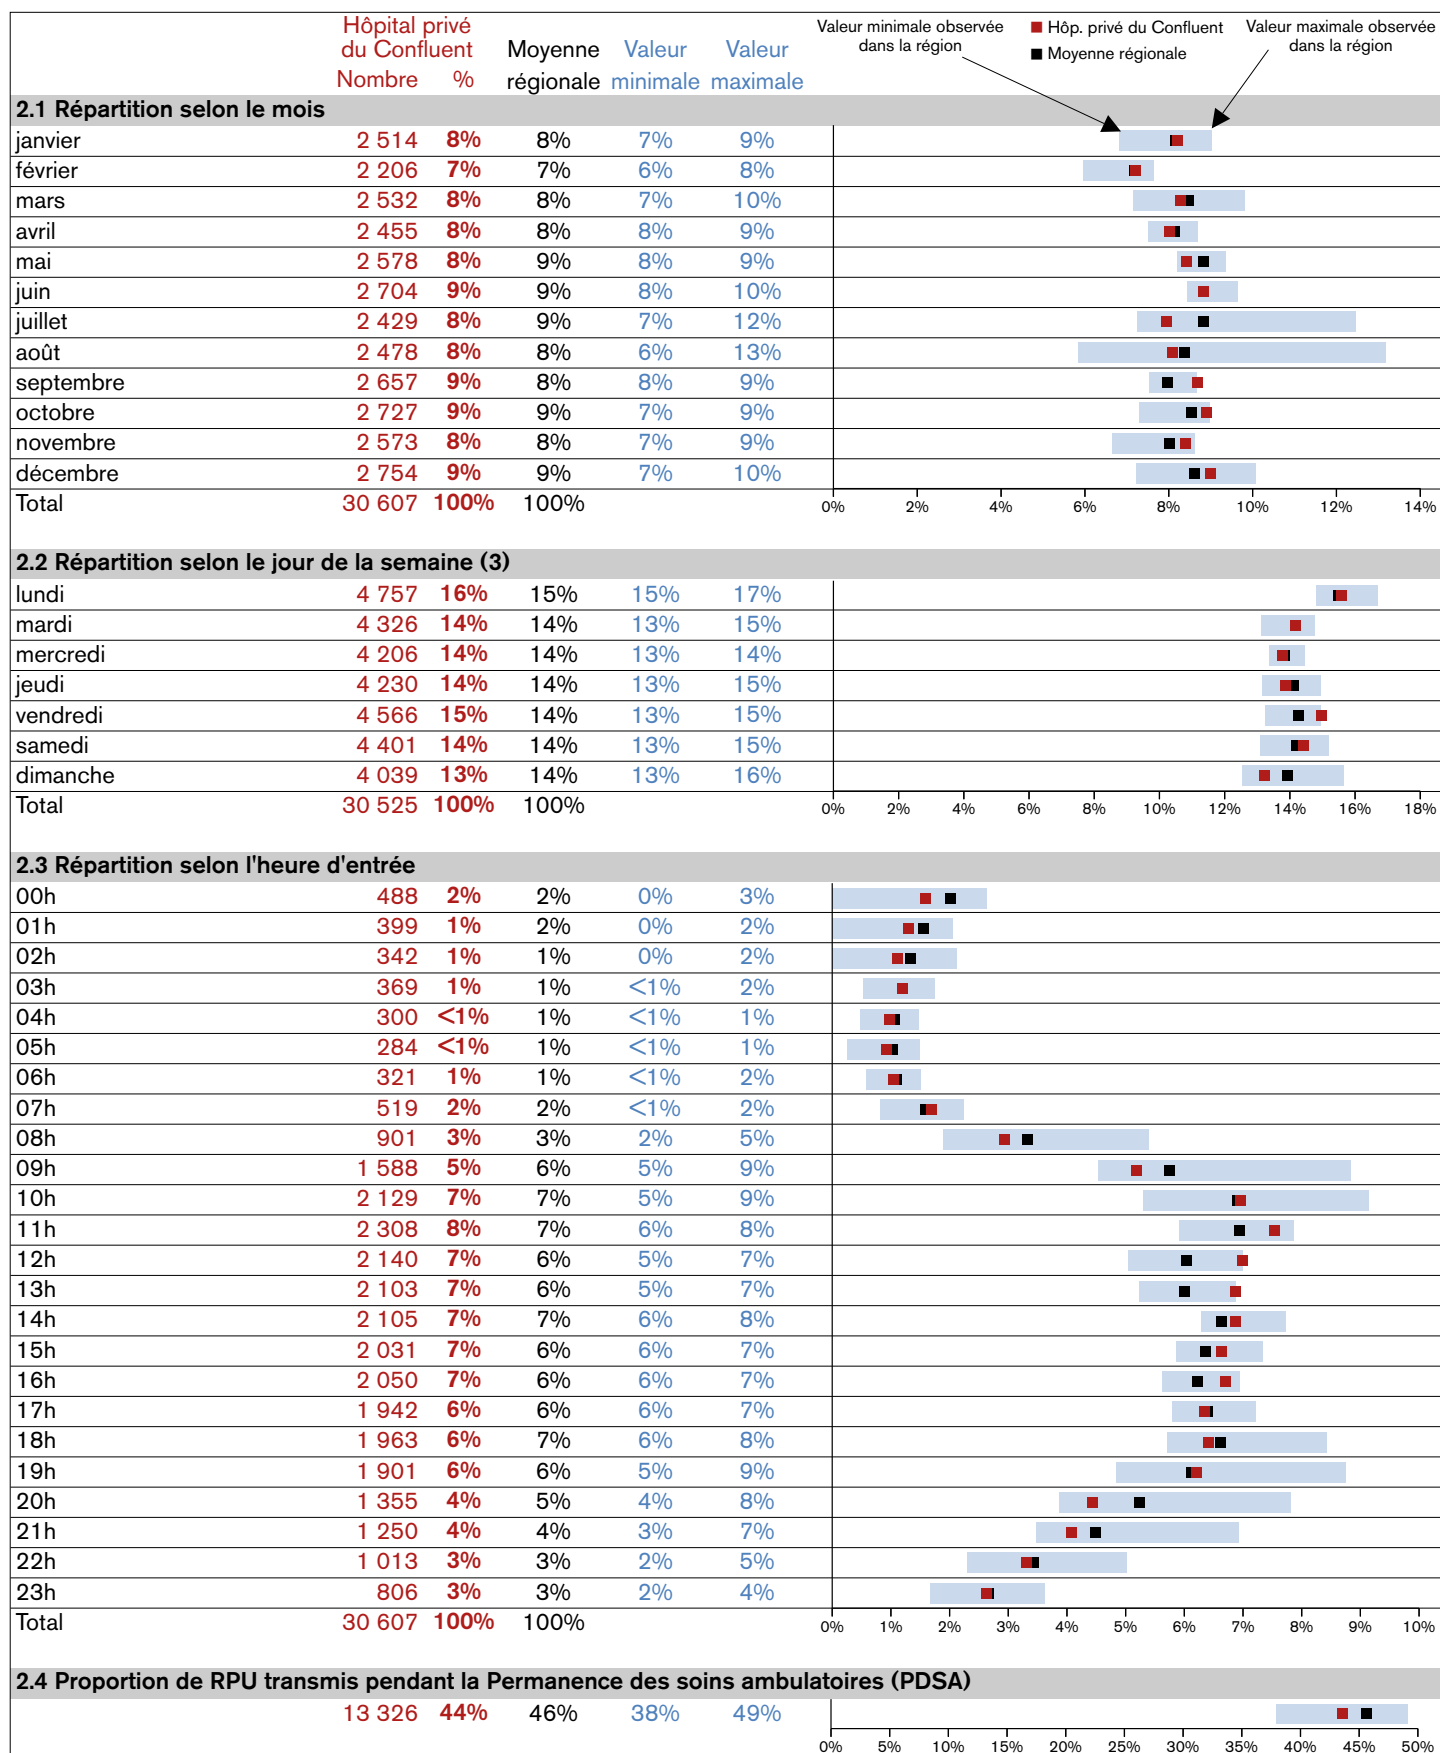 Hôpital privé
du Confluent Moyenne Valeur Valeur
Nombre % régionale minimale maximale
Valeur minimale observée
dans la région
Hôp. privé du Confluent
Moyenne régionale
Valeur maximale observée
dans la région
2.1 Répartition selon le mois
janvier 2 514 8% 8% 7% 9%
février 2 206 7% 7% 6% 8%
mars 2 532 8% 8% 7% 10%
avril 2 455 8% 8% 8% 9%
mai 2 578 8% 9% 8% 9%
juin 2 704 9% 9% 8% 10%
juillet 2 429 8% 9% 7% 12%
août 2 478 8% 8% 6% 13%
septembre 2 657 9% 8% 8% 9%
octobre 2 727 9% 9% 7% 9%
novembre 2 573 8% 8% 7% 9%
décembre 2 754 9% 9% 7% 10%
Total 30 607 100% 100%
0% 2% 4% 6% 8% 10% 12% 14%
2.2 Répartition selon le jour de la semaine (3)
lundi 4 757 16% 15% 15% 17%
mardi 4 326 14% 14% 13% 15%
mercredi 4 206 14% 14% 13% 14%
jeudi 4 230 14% 14% 13% 15%
vendredi 4 566 15% 14% 13% 15%
samedi 4 401 14% 14% 13% 15%
dimanche 4 039 13% 14% 13% 16%
Total 30 525 100% 100%
0% 2% 4% 6% 8% 10% 12% 14% 16% 18%
2.3 Répartition selon l'heure d'entrée
00h 488 2% 2% 0% 3%
01h 399 1% 2% 0% 2%
02h 342 1% 1% 0% 2%
03h 369 1% 1% <1% 2%
04h 300 <1% 1% <1% 1%
05h 284 <1% 1% <1% 1%
06h 321 1% 1% <1% 2%
07h 519 2% 2% <1% 2%
08h 901 3% 3% 2% 5%
09h 1 588 5% 6% 5% 9%
10h 2 129 7% 7% 5% 9%
11h 2 308 8% 7% 6% 8%
12h 2 140 7% 6% 5% 7%
13h 2 103 7% 6% 5% 7%
14h 2 105 7% 7% 6% 8%
15h 2 031 7% 6% 6% 7%
16h 2 050 7% 6% 6% 7%
17h 1 942 6% 6% 6% 7%
18h 1 963 6% 7% 6% 8%
19h 1 901 6% 6% 5% 9%
20h 1 355 4% 5% 4% 8%
21h 1 250 4% 4% 3% 7%
22h 1 013 3% 3% 2% 5%
23h 806 3% 3% 2% 4%
Total 30 607 100% 100%
0% 1% 2% 3% 4% 5% 6% 7% 8% 9% 10%
2.4 Proportion de RPU transmis pendant la Permanence des soins ambulatoires (PDSA)
13 326 44% 46% 38% 49%
0% 5% 10% 15% 20% 25% 30% 35% 40% 45% 50%